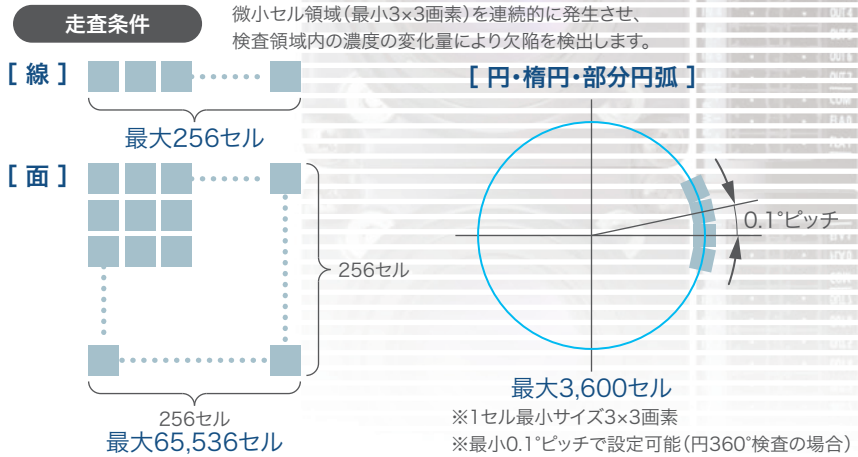 走査条件
微小セル領域（最小3×3画素）を連続的に発生させ、
検査領域内の濃度の変化量により欠陥を検出します。
［ 線 ］
最大256セル
［ 面 ］
256セル
256セル
最大65,536セル
［ 円・楕円・部分円弧 ］
0.1°ピッチ
最大3,600セル
※1セル最小サイズ3×3画素
※最小0.1°ピッチで設定可能（円360°検査の場合）